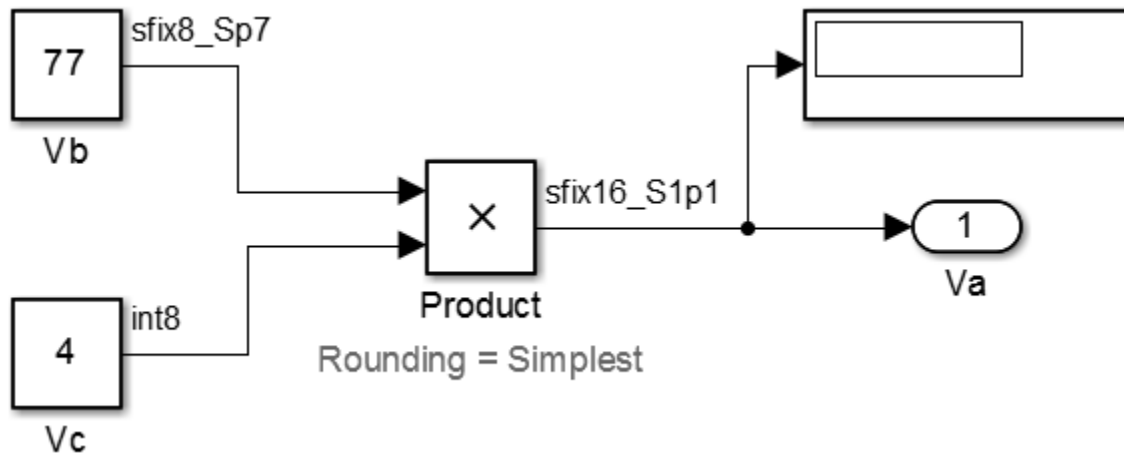 sfix8_Sp7
77
Vb
sfix16_S1p1
×
1
Va
Product
int8
4
Rounding = Simplest
Vc